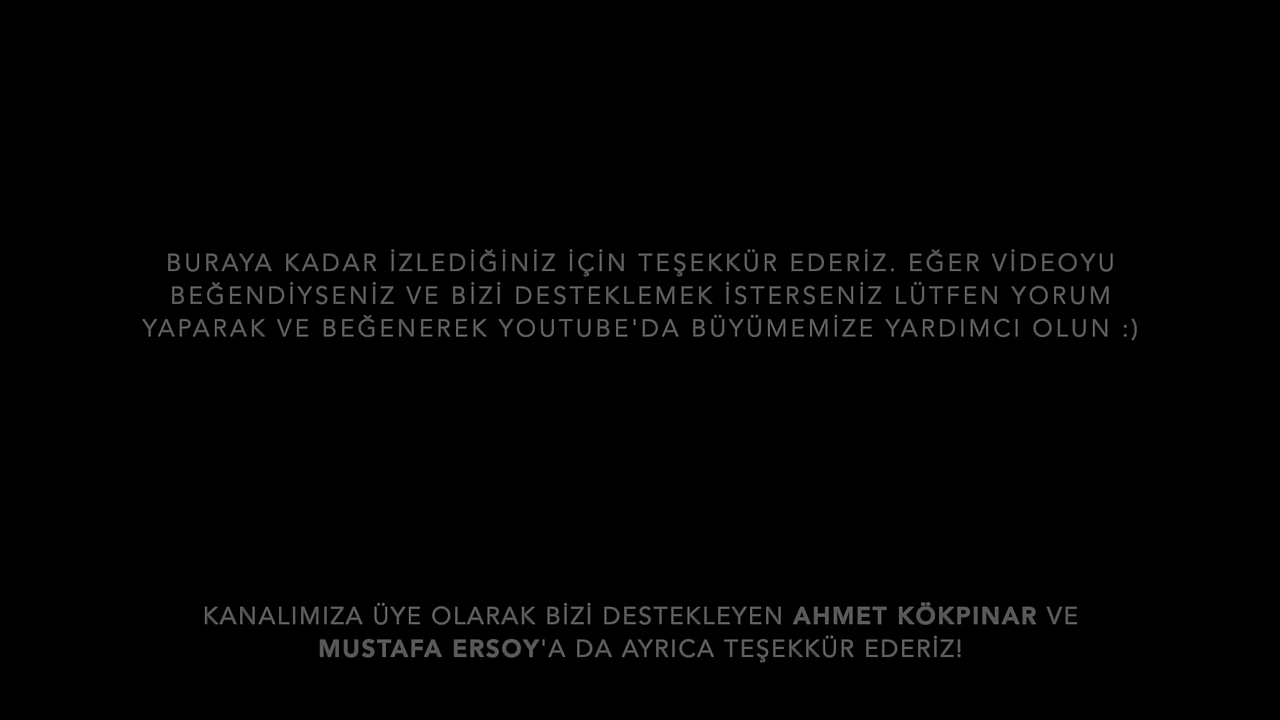 BURAYA KADAR İZLEDİĞİNİZ İÇİN TEŞEKKÜR EDERİZ. EĞER VİDEOYU
BEĞENDİYSENİZ VE BİZİ DESTEKLEMEK İSTERSENİZ LÜTFEN YORUM
YAPARAK VE BEĞENEREK YOUTUBE'DA BÜYÜMEMİZE YARDIMCI OLUN :)
KANALIMIZA ÜYE OLARAK BİZİ DESTEKLEYEN AHMET KÖKPINAR VE
MUSTAFA ERSOY'A DA AYRICA TEŞEKKÜR EDERİZ!